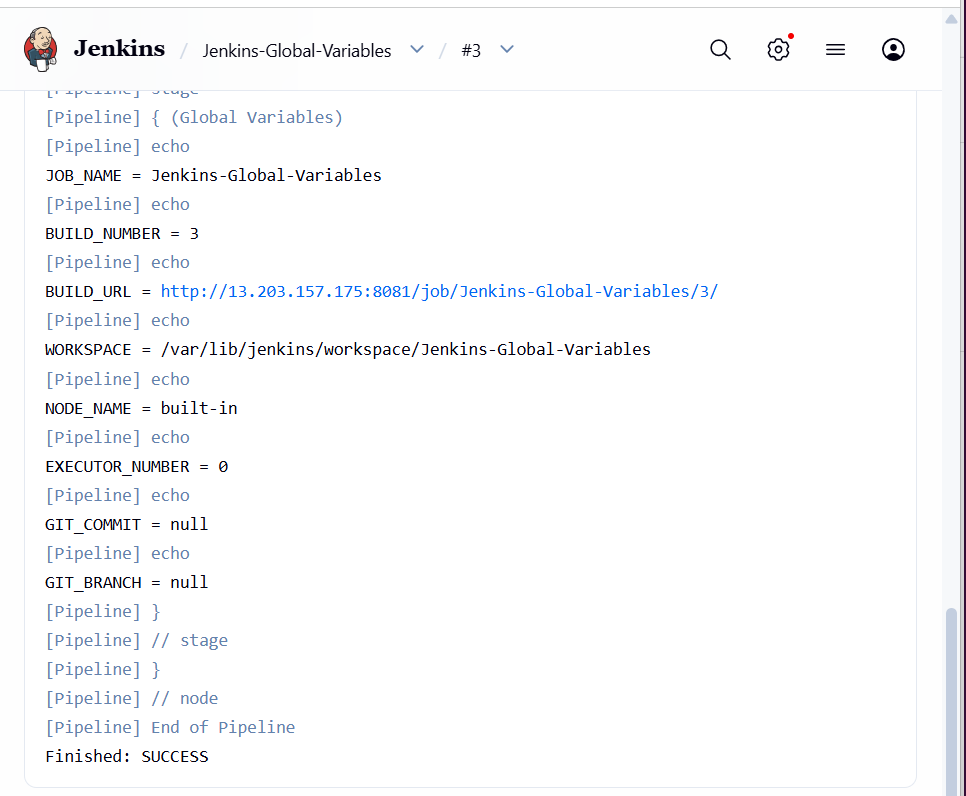 Jenkins / Jenkins-Global-Variables / #3
[Pipeline] stage
[Pipeline] { (Global Variables)
[Pipeline] echo
JOB_NAME = Jenkins-Global-Variables
[Pipeline] echo
BUILD_NUMBER = 3
[Pipeline] echo
BUILD_URL = http://13.203.157.175:8081/job/Jenkins-Global-Variables/3/
[Pipeline] echo
WORKSPACE = /var/lib/jenkins/workspace/Jenkins-Global-Variables
[Pipeline] echo
NODE_NAME = built-in
[Pipeline] echo
EXECUTOR_NUMBER = 0
[Pipeline] echo
GIT_COMMIT = null
[Pipeline] echo
GIT_BRANCH = null
[Pipeline] }
[Pipeline] // stage
[Pipeline] }
[Pipeline] // node
[Pipeline] End of Pipeline
Finished: SUCCESS